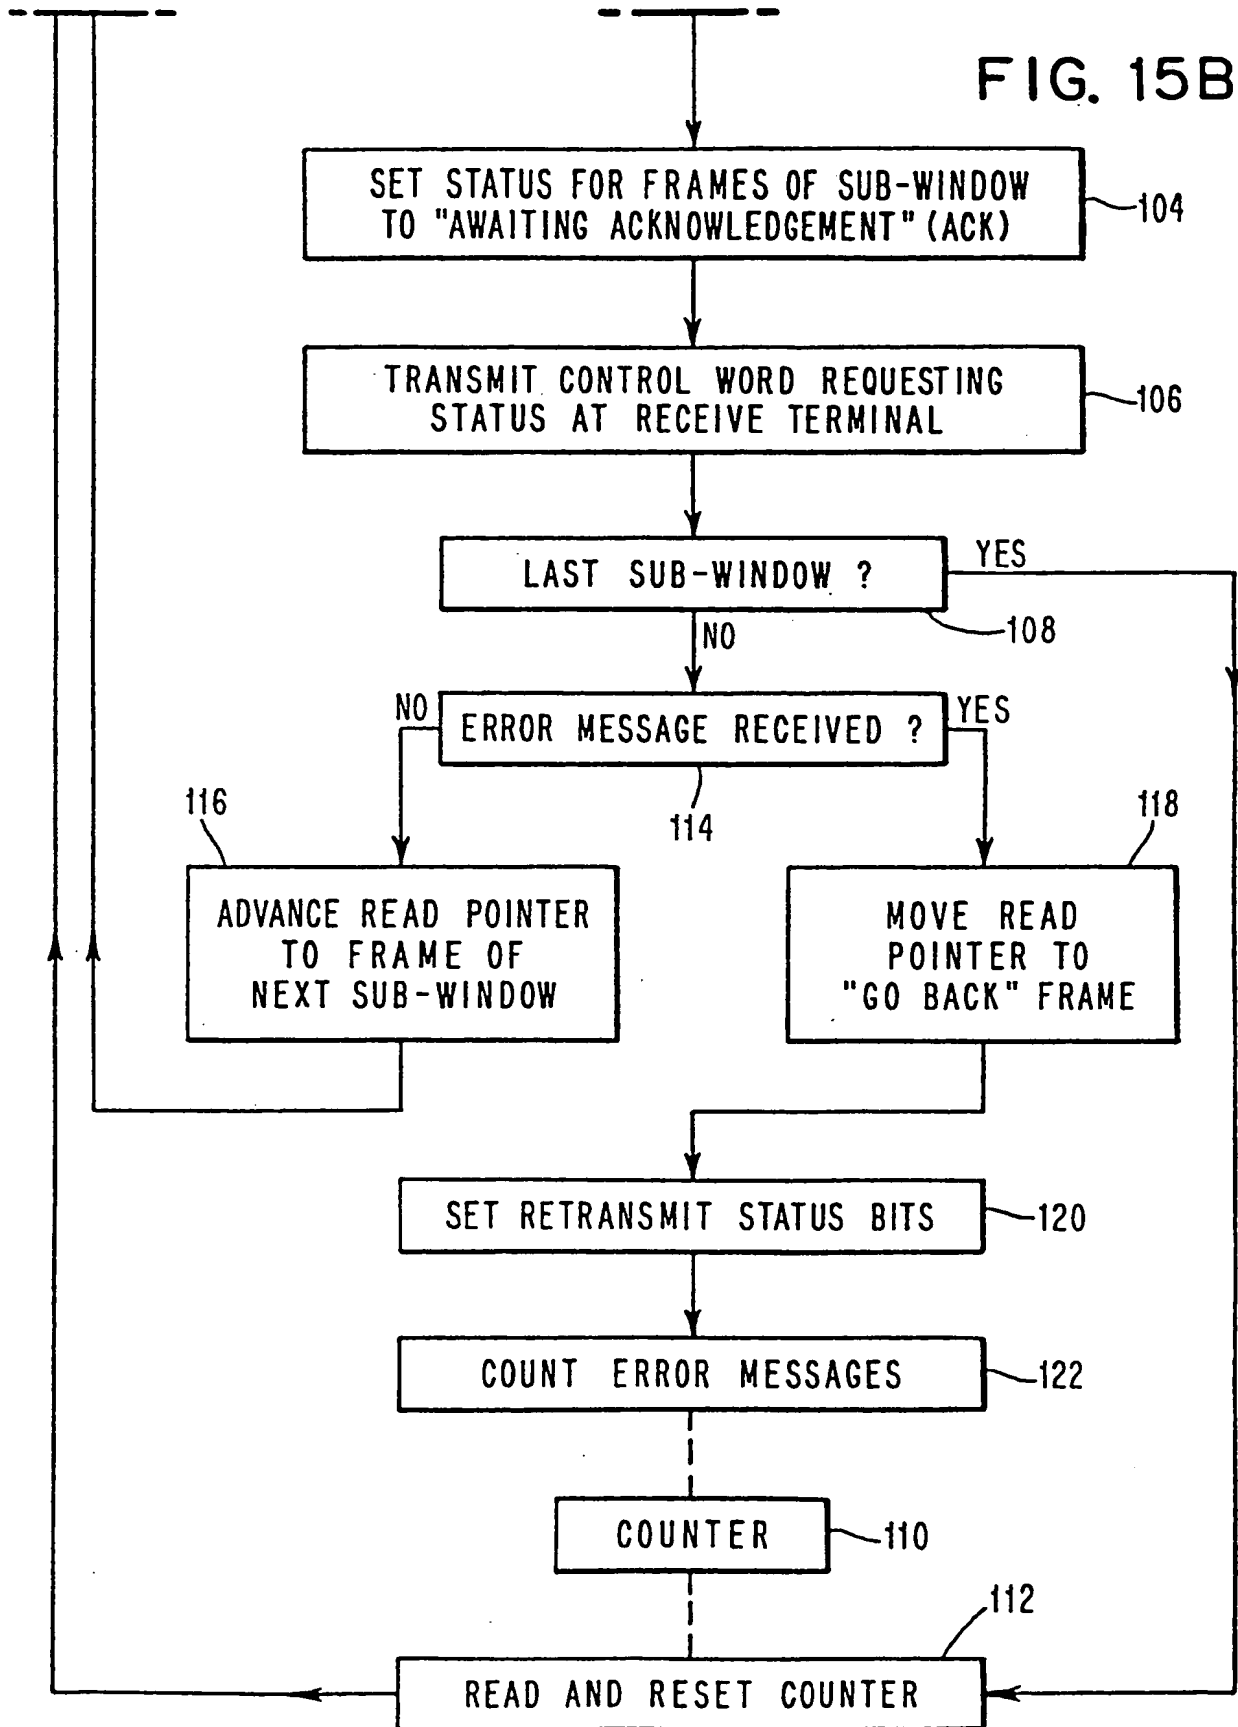 FIG. 15B
SET STATUS FOR FRAMES OF SUB-WINDOW
TO "AWAITING ACKNOWLEDGEMENT" (ACK)
104
TRANSMIT CONTROL WORD REQUESTING
STATUS AT RECEIVE TERMINAL
106
LAST SUB-WINDOW ?
YES
108
NO
NO
ERROR MESSAGE RECEIVED ?
YES
114
116
118
ADVANCE READ POINTER
TO FRAME OF
NEXT SUB-WINDOW
MOVE READ
POINTER TO
"GO BACK" FRAME
SET RETRANSMIT STATUS BITS
120
COUNT ERROR MESSAGES
122
COUNTER
110
112
READ AND RESET COUNTER